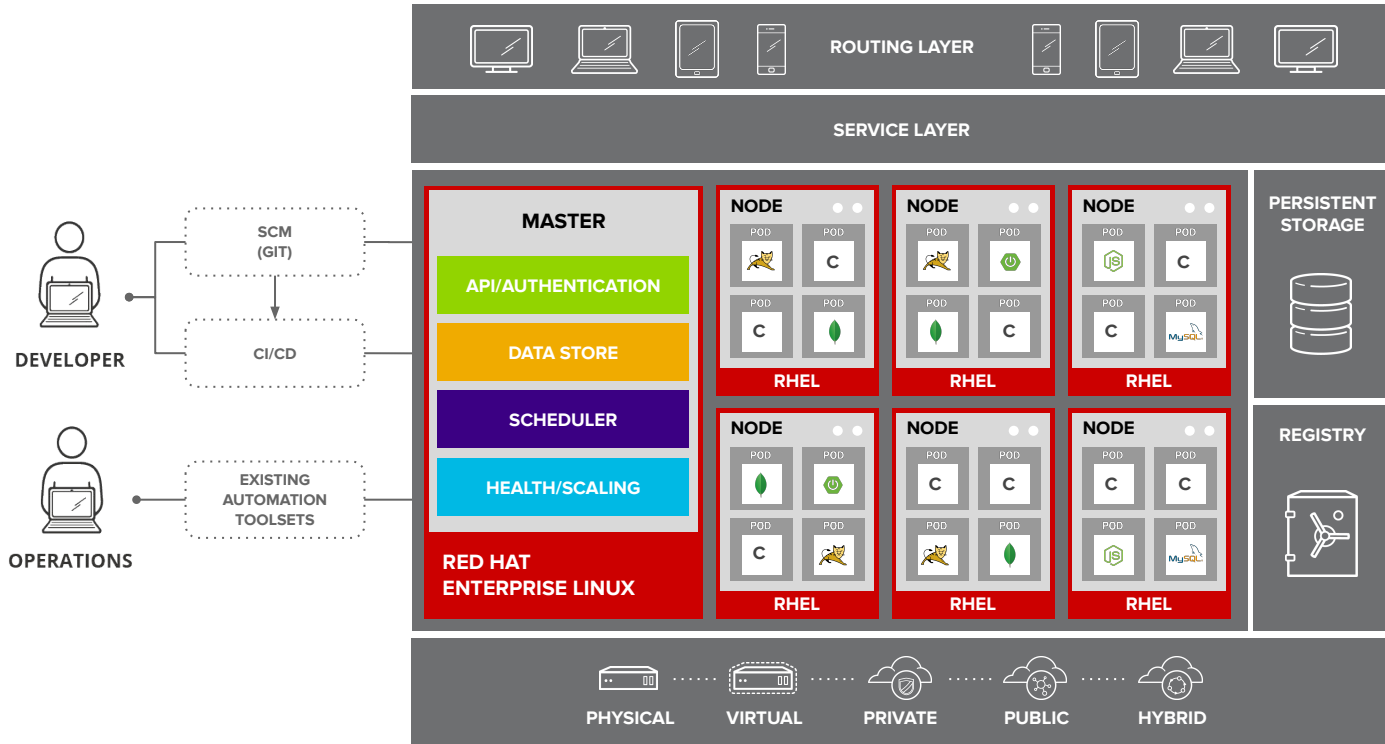 ROUTING LAYER
SERVICE LAYER
DEVELOPER
SCM
(GIT)
CI/CD
OPERATIONS
EXISTING
AUTOMATION
TOOLSETS
MASTER
API/AUTHENTICATION
DATA STORE
SCHEDULER
HEALTH/SCALING
RED HAT
ENTERPRISE LINUX
NODE
POD POD
C
POD POD
C
RHEL
NODE
POD POD
POD POD
C
RHEL
NODE
POD POD
JS C
POD POD
C MySQL
RHEL
NODE
POD POD
POD POD
C
RHEL
NODE
POD POD
C C
POD POD
RHEL
NODE
POD POD
C C
POD POD
JS MySQL
RHEL
PERSISTENT
STORAGE
REGISTRY
PHYSICAL
VIRTUAL
PRIVATE
PUBLIC
HYBRID